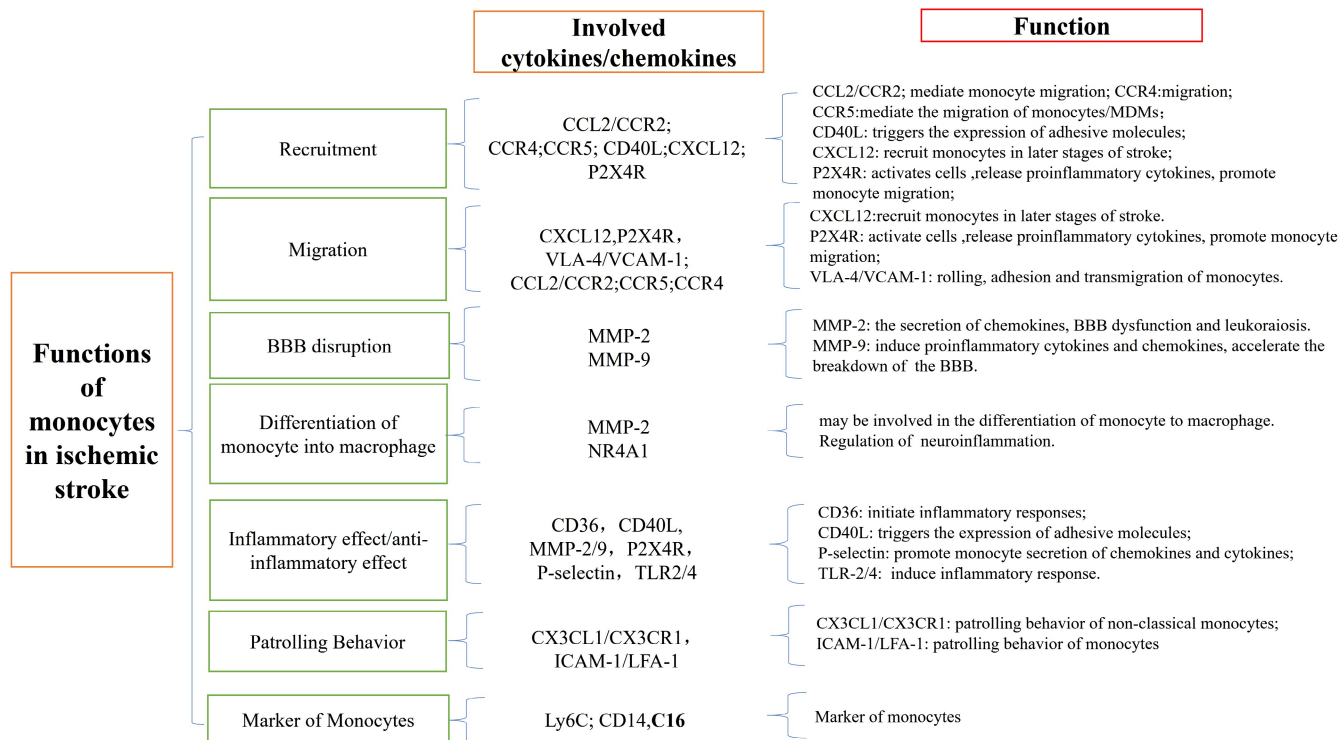 Involved
cytokines/chemokines
Function
Functions
of
monocytes
in ischemic
stroke
Recruitment
CCL2/CCR2;
CCR4;CCR5; CD40L;CXCL12;
P2X4R
CCL2/CCR2; mediate monocyte migration; CCR4:migration;
CCR5:mediate the migration of monocytes/MDMs;
CD40L: triggers the expression of adhesive molecules;
CXCL12: recruit monocytes in later stages of stroke;
P2X4R: activates cells ,release proinflammatory cytokines, promote
monocyte migration;
Migration
CXCL12,P2X4R,
VLA-4/VCAM-1;
CCL2/CCR2;CCR5;CCR4
CXCL12:recruit monocytes in later stages of stroke.
P2X4R: activate cells ,release proinflammatory cytokines, promote monocyte
migration;
VLA-4/VCAM-1: rolling, adhesion and transmigration of monocytes.
BBB disruption
MMP-2
MMP-9
MMP-2: the secretion of chemokines, BBB dysfunction and leukoraiosis.
MMP-9: induce proinflammatory cytokines and chemokines, accelerate the
breakdown of the BBB.
Differentiation of
monocyte into macrophage
MMP-2
NR4A1
may be involved in the differentiation of monocyte to macrophage.
Regulation of neuroinflammation.
Inflammatory effect/anti-
inflammatory effect
CD36, CD40L,
MMP-2/9, P2X4R,
P-selectin, TLR2/4
CD36: initiate inflammatory responses;
CD40L: triggers the expression of adhesive molecules;
P-selectin: promote monocyte secretion of chemokines and cytokines;
TLR-2/4: induce inflammatory response.
Patrolling Behavior
CX3CL1/CX3CR1,
ICAM-1/LFA-1
CX3CL1/CX3CR1: patrolling behavior of non-classical monocytes;
ICAM-1/LFA-1: patrolling behavior of monocytes
Marker of Monocytes
Ly6C; CD14,C16
Marker of monocytes